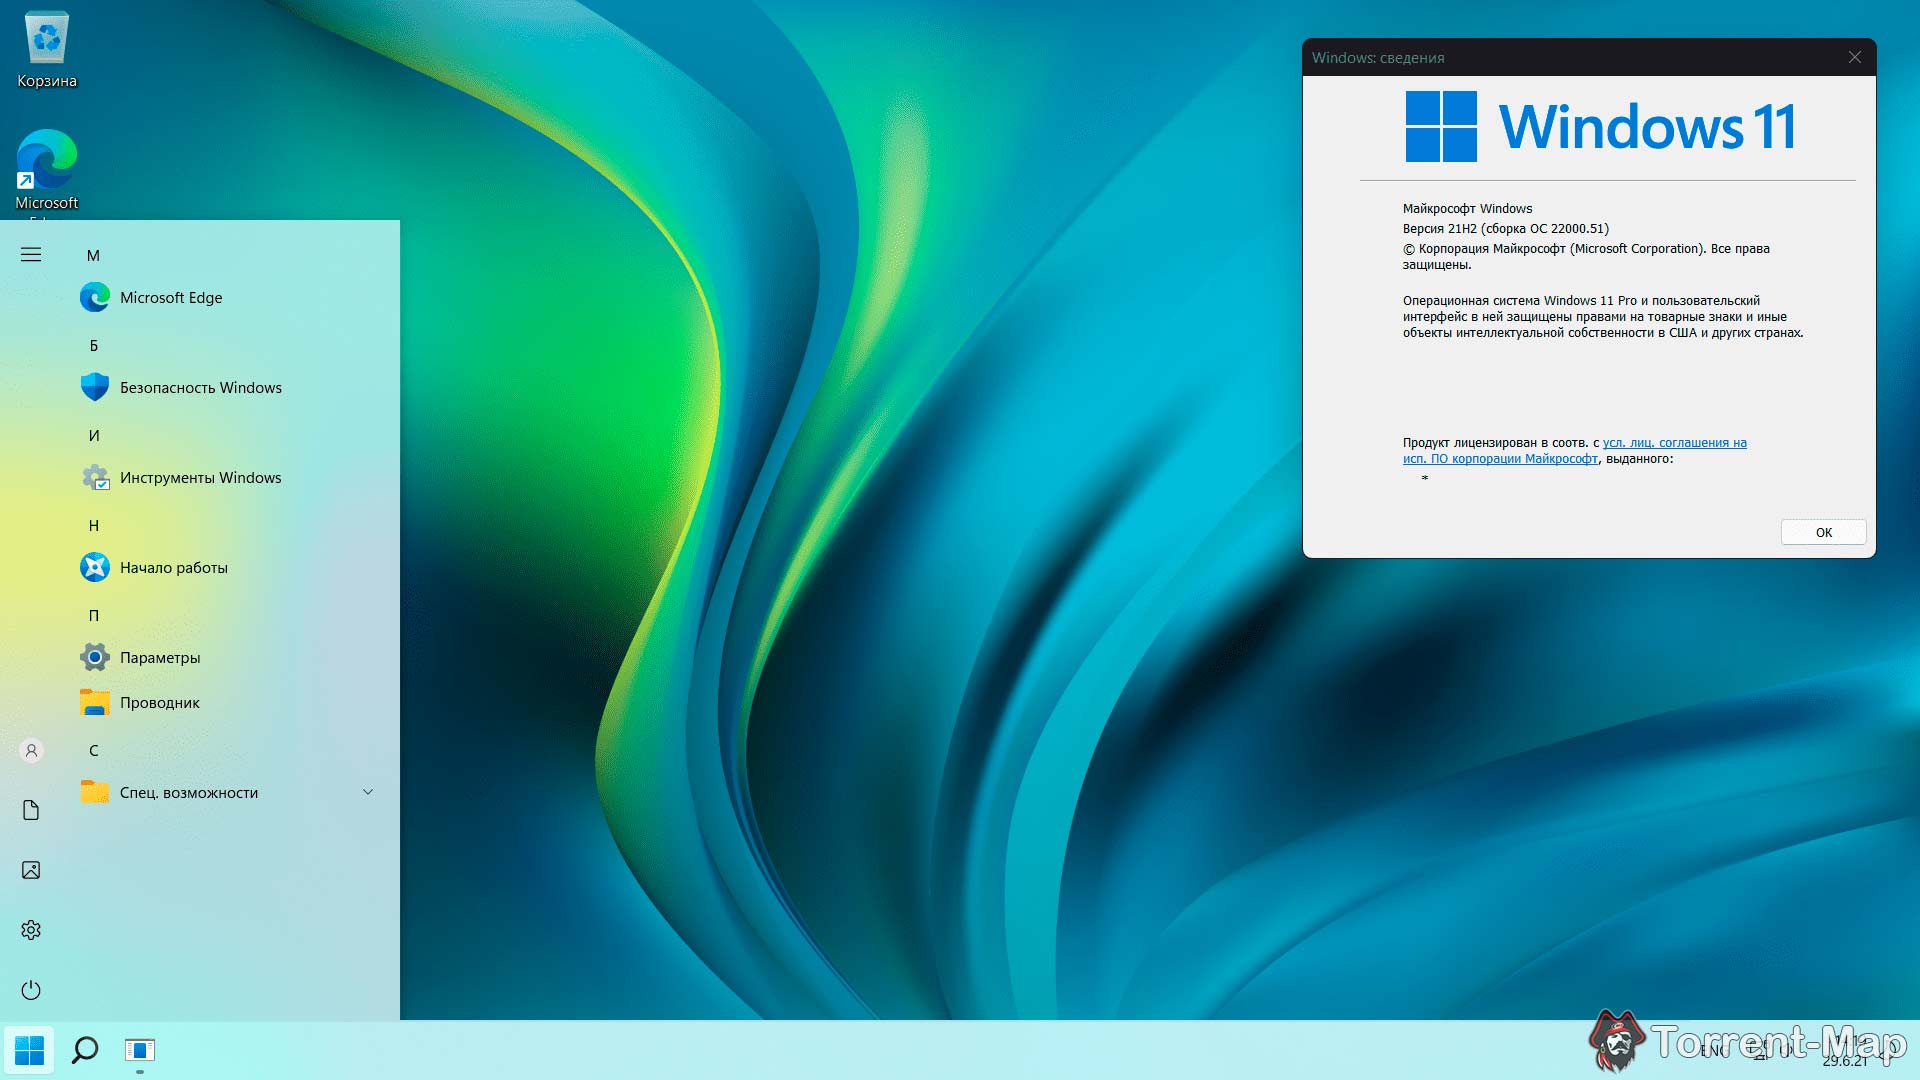 Корзина
Microsoft
Windows: сведения
Windows 11
Майкрософт Windows
Версия 21H2 (сборка ОС 22000.51)
© Корпорация Майкрософт (Microsoft Corporation). Все права
защищены.
Операционная система Windows 11 Pro и пользовательский
интерфейс в ней защищены правами на товарные знаки и иные
объекты интеллектуальной собственности в США и других странах.
Продукт лицензирован в соотв. с усл. лиц. соглашения на
исп. ПО корпорации Майкрософт, выданного:
*
OK
M
Microsoft Edge
Б
Безопасность Windows
И
Инструменты Windows
Н
Начало работы
П
Параметры
Проводник
С
Спец. возможности
Torrent-Map
ENG
29.6.21